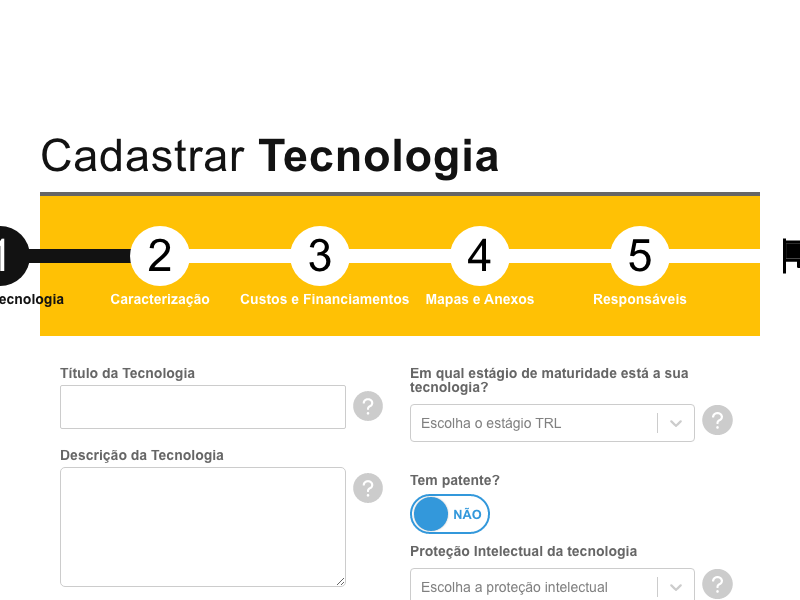 Cadastrar Tecnologia
1
2
3
4
5
ecnologia
Caracterização
Custos e Financiamentos
Mapas e Anexos
Responsáveis
Título da Tecnologia
?
Descrição da Tecnologia
?
Em qual estágio de maturidade está a sua
tecnologia?
Escolha o estágio TRL
?
Tem patente?
NÃO
Proteção Intelectual da tecnologia
Escolha a proteção intelectual
?